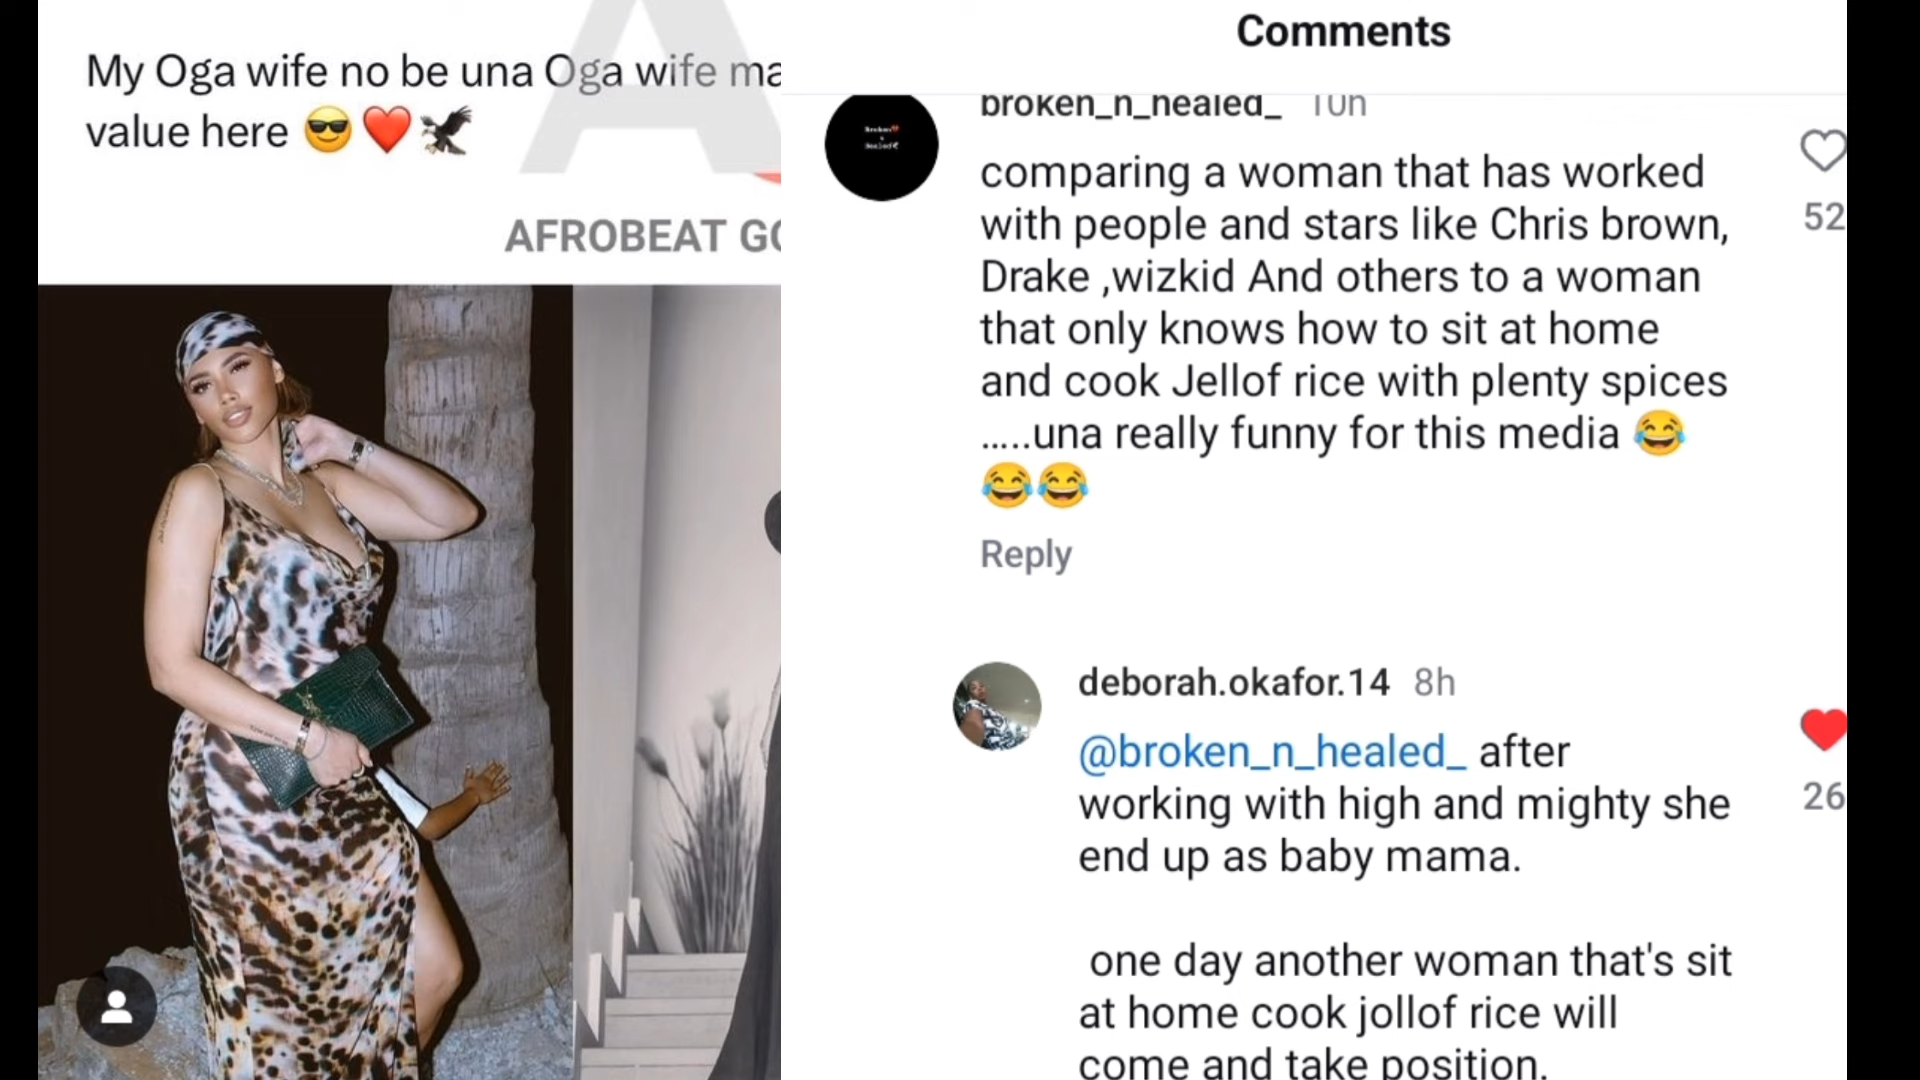 My Oga wife no be una Oga wife ma
value here 😎❤️🦅
AFROBEAT GO
Comments
broken_n_healed_ 10h
comparing a woman that has worked
with people and stars like Chris brown,
Drake ,wizkid And others to a woman
that only knows how to sit at home
and cook Jellof rice with plenty spices
.....una really funny for this media 😂
😂😂
52
Reply
deborah.okafor.14 8h
@broken_n_healed_ after
working with high and mighty she
end up as baby mama.
26
one day another woman that's sit
at home cook jollof rice will
come and take position.